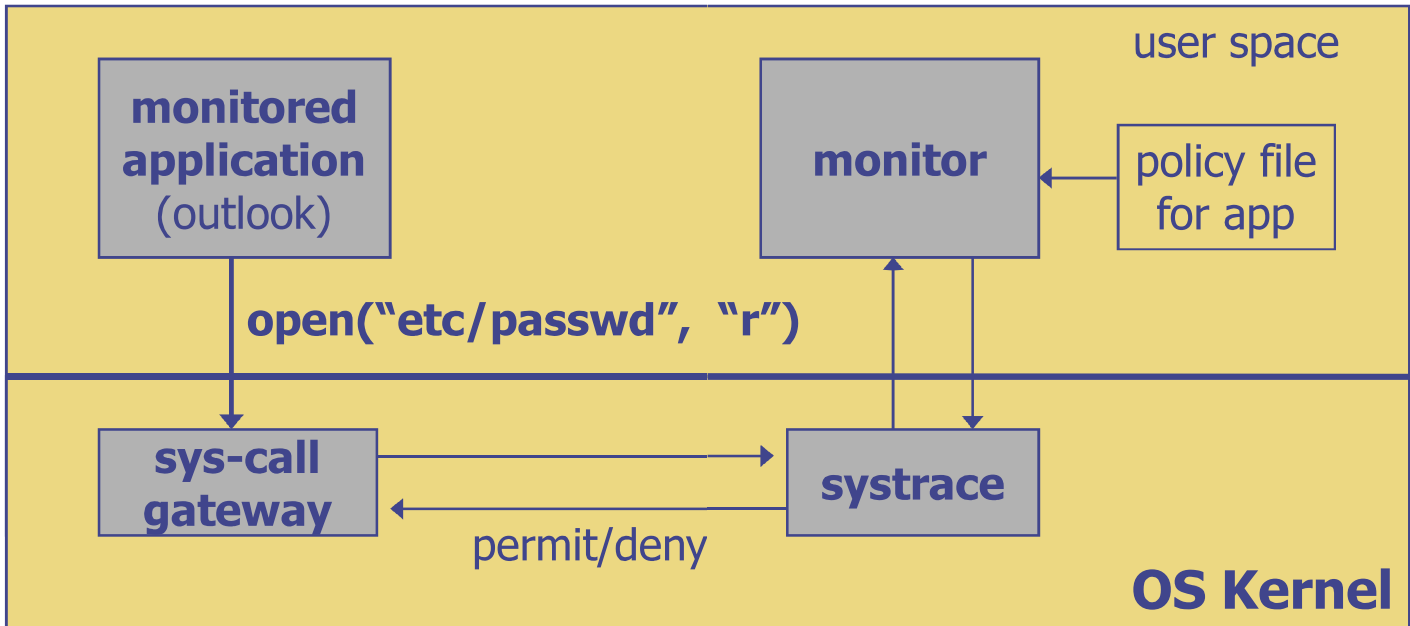 user space
monitored
application
(outlook)
monitor
policy file
for app
open(“etc/passwd”, “r”)
sys-call
gateway
systrace
permit/deny
OS Kernel